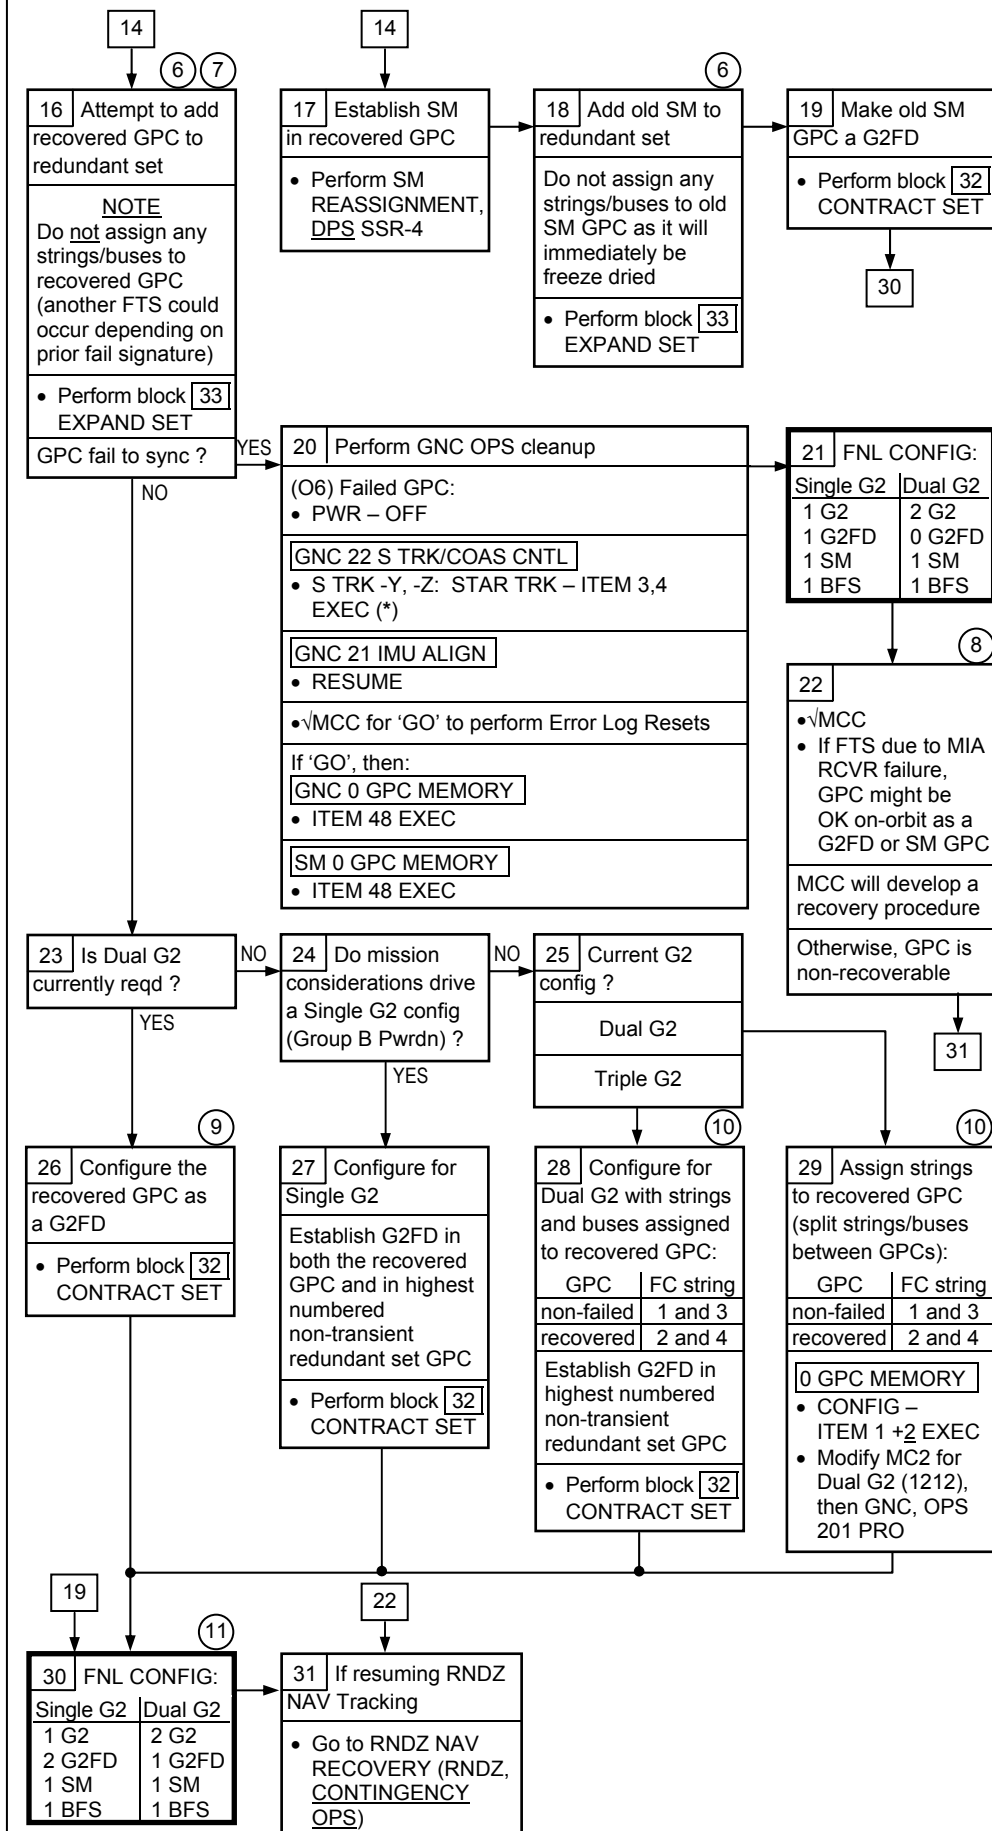 14
6 7
16 Attempt to add
recovered GPC to
redundant set
NOTE
Do not assign any
strings/buses to
recovered GPC
(another FTS could
occur depending on
prior fail signature)
• Perform block 33
EXPAND SET
GPC fail to sync ?
YES
NO
14
17 Establish SM
in recovered GPC
• Perform SM
REASSIGNMENT,
DPS SSR-4
6
18 Add old SM to
redundant set
Do not assign any
strings/buses to old
SM GPC as it will
immediately be
freeze dried
• Perform block 33
EXPAND SET
19 Make old SM
GPC a G2FD
• Perform block 32
CONTRACT SET
30
20 Perform GNC OPS cleanup
(O6) Failed GPC:
• PWR – OFF
GNC 22 S TRK/COAS CNTL
• S TRK -Y, -Z: STAR TRK – ITEM 3,4
EXEC (*)
GNC 21 IMU ALIGN
• RESUME
•√MCC for ‘GO’ to perform Error Log Resets
If ‘GO’, then:
GNC 0 GPC MEMORY
• ITEM 48 EXEC
SM 0 GPC MEMORY
• ITEM 48 EXEC
21 FNL CONFIG:
Single G2 Dual G2
1 G2 2 G2
1 G2FD 0 G2FD
1 SM 1 SM
1 BFS 1 BFS
8
22
•√MCC
• If FTS due to MIA
RCVR failure,
GPC might be
OK on-orbit as a
G2FD or SM GPC
MCC will develop a
recovery procedure
Otherwise, GPC is
non-recoverable
31
23 Is Dual G2
currently reqd ?
NO
YES
24 Do mission
considerations drive
a Single G2 config
(Group B Pwrdn) ?
NO
YES
25 Current G2
config ?
Dual G2
Triple G2
9
26 Configure the
recovered GPC as
a G2FD
• Perform block 32
CONTRACT SET
27 Configure for
Single G2
Establish G2FD in
both the recovered
GPC and in highest
numbered
non-transient
redundant set GPC
• Perform block 32
CONTRACT SET
10
28 Configure for
Dual G2 with strings
and buses assigned
to recovered GPC:
GPC FC string
non-failed 1 and 3
recovered 2 and 4
Establish G2FD in
highest numbered
non-transient
redundant set GPC
• Perform block 32
CONTRACT SET
10
29 Assign strings
to recovered GPC
(split strings/buses
between GPCs):
GPC FC string
non-failed 1 and 3
recovered 2 and 4
0 GPC MEMORY
• CONFIG –
ITEM 1 +2 EXEC
• Modify MC2 for
Dual G2 (1212),
then GNC, OPS
201 PRO
19
11
30 FNL CONFIG:
Single G2 Dual G2
1 G2 2 G2
2 G2FD 1 G2FD
1 SM 1 SM
1 BFS 1 BFS
22
31 If resuming RNDZ
NAV Tracking
• Go to RNDZ NAV
RECOVERY (RNDZ,
CONTINGENCY
OPS)